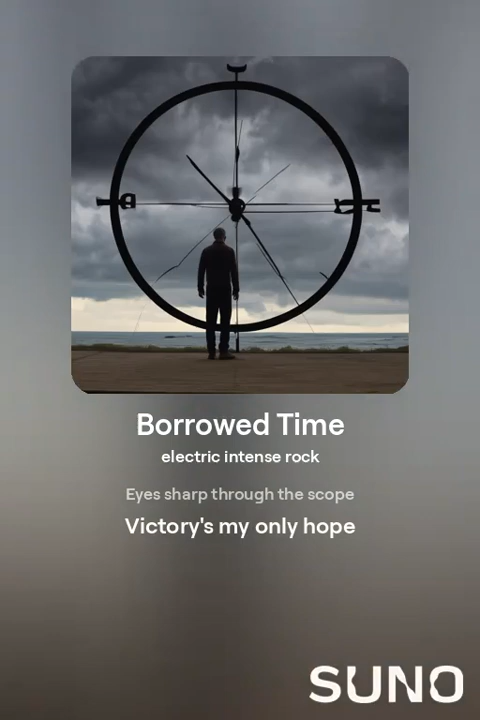 Borrowed Time
electric intense rock
Eyes sharp through the scope
Victory's my only hope
SUNO